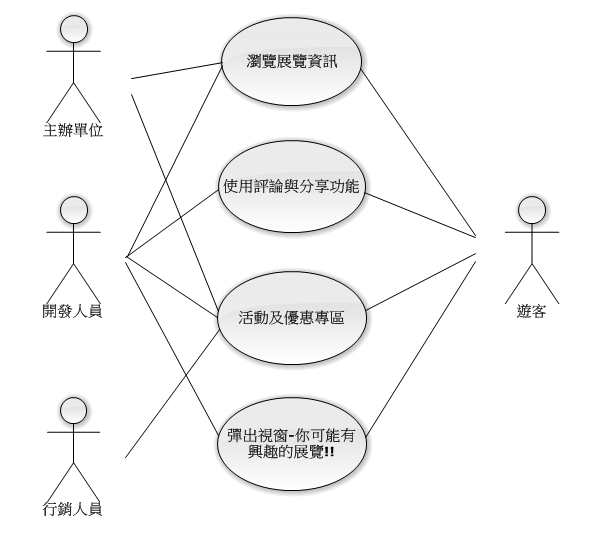 瀏覽展覽資訊
主辦單位
使用評論與分享功能
開發人員
遊客
活動及優惠專區
彈出視窗-你可能有
興趣的展覽!!
行銷人員